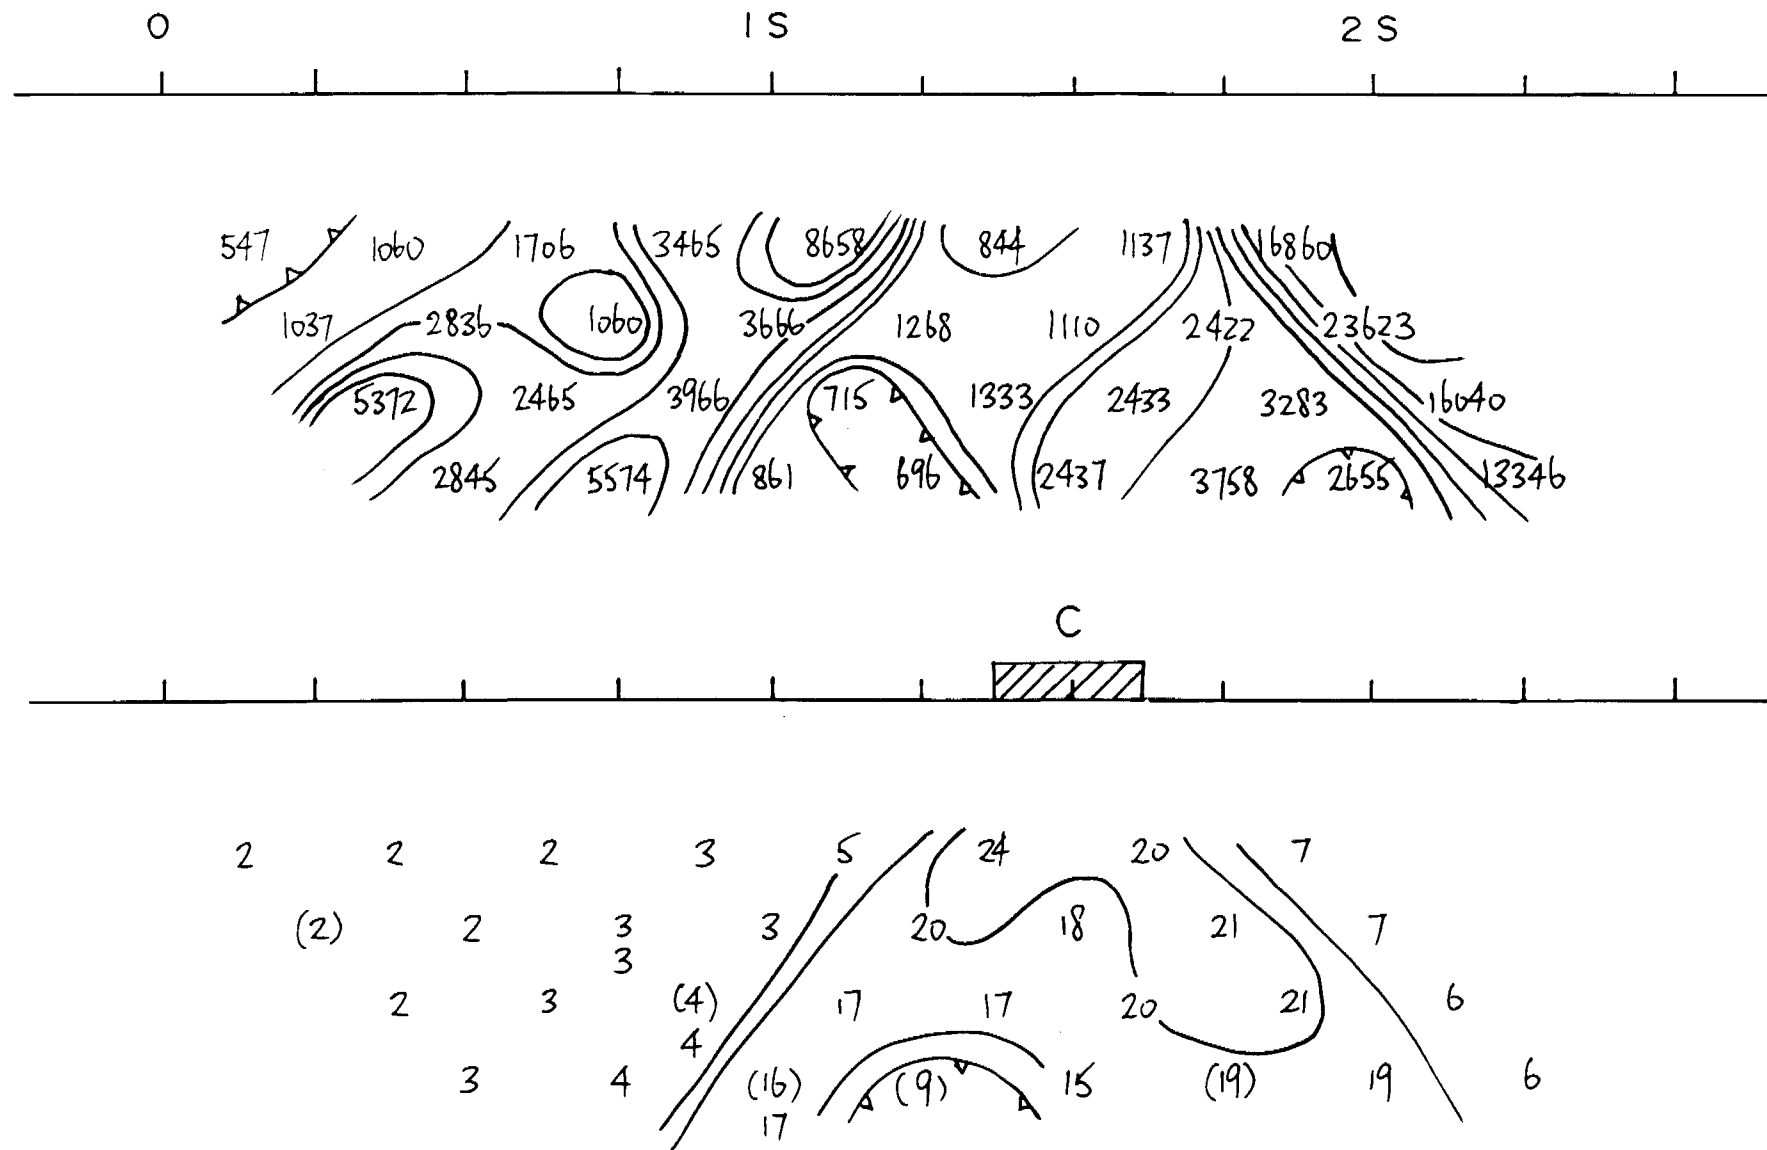 0 1S 2S
547 1060 1706 3465 8658 844 1137 16860
1037 2836 1060 3666 1268 1110 2422 23623
5372 2465 3966 715 1333 2433 3283 16040
2845 5574 861 696 2437 3758 2655 13346
C
2 2 2 3 5 24 20 7
(2) 2 3 3 20 18 21 7
3
2 3 (4) 17 17 20 21 6
4
3 4 (16) (9) 15 (19) 19 6
17